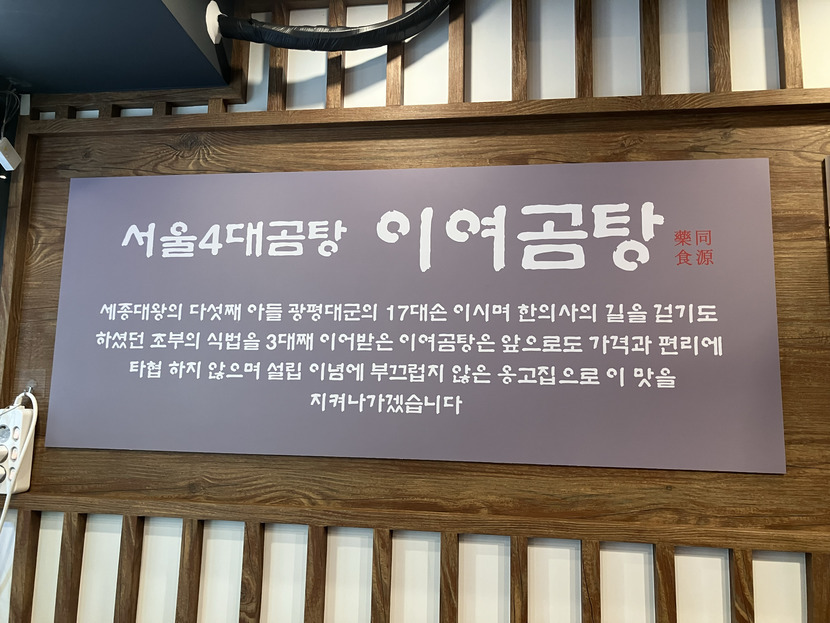 서울4대곰탕 이여곰탕 藥同食源
세종대왕의 다섯째 아들 광평대군의 17대손 이시며 한의사의 길을 걷기도
하셨던 조부의 식법을 3대째 이어받은 이여곰탕은 앞으로도 가격과 편리에
타협 하지 않으며 설립 이념에 부끄럽지 않은 옹고집으로 이 맛을
지켜나가겠습니다